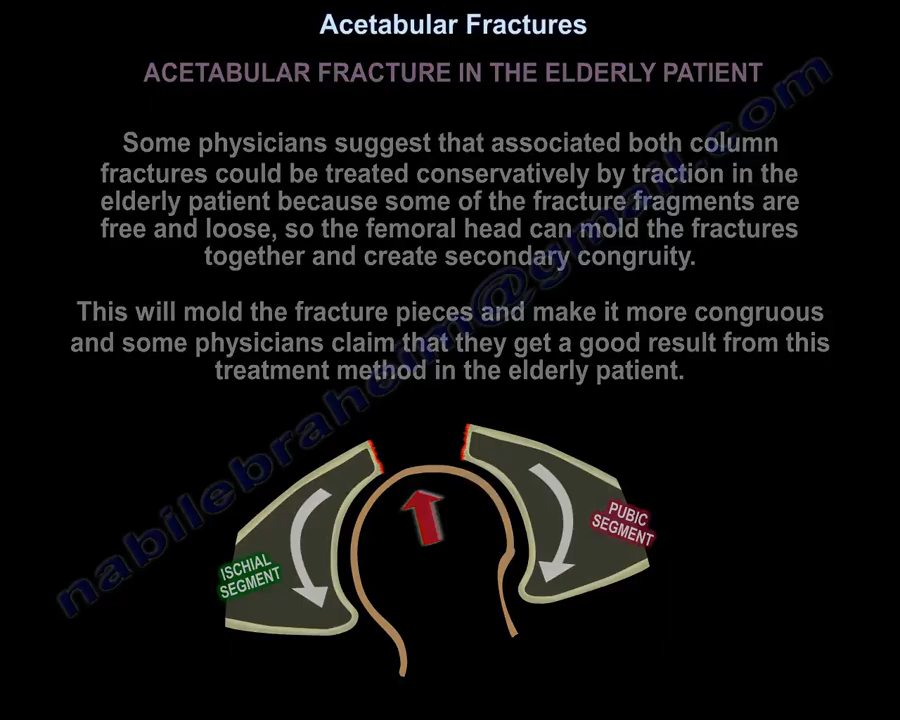 Acetabular Fractures
ACETABULAR FRACTURE IN THE ELDERLY PATIENT
Some physicians suggest that associated both column
fractures could be treated conservatively by traction in the
elderly patient because some of the fracture fragments are
free and loose, so the femoral head can mold the fractures
together and create secondary congruity.
This will mold the fracture pieces and make it more congruous
and some physicians claim that they get a good result from this
treatment method in the elderly patient.
nabilebraheim@gmail.com
ISCHIAL
SEGMENT
PUBIC
SEGMENT